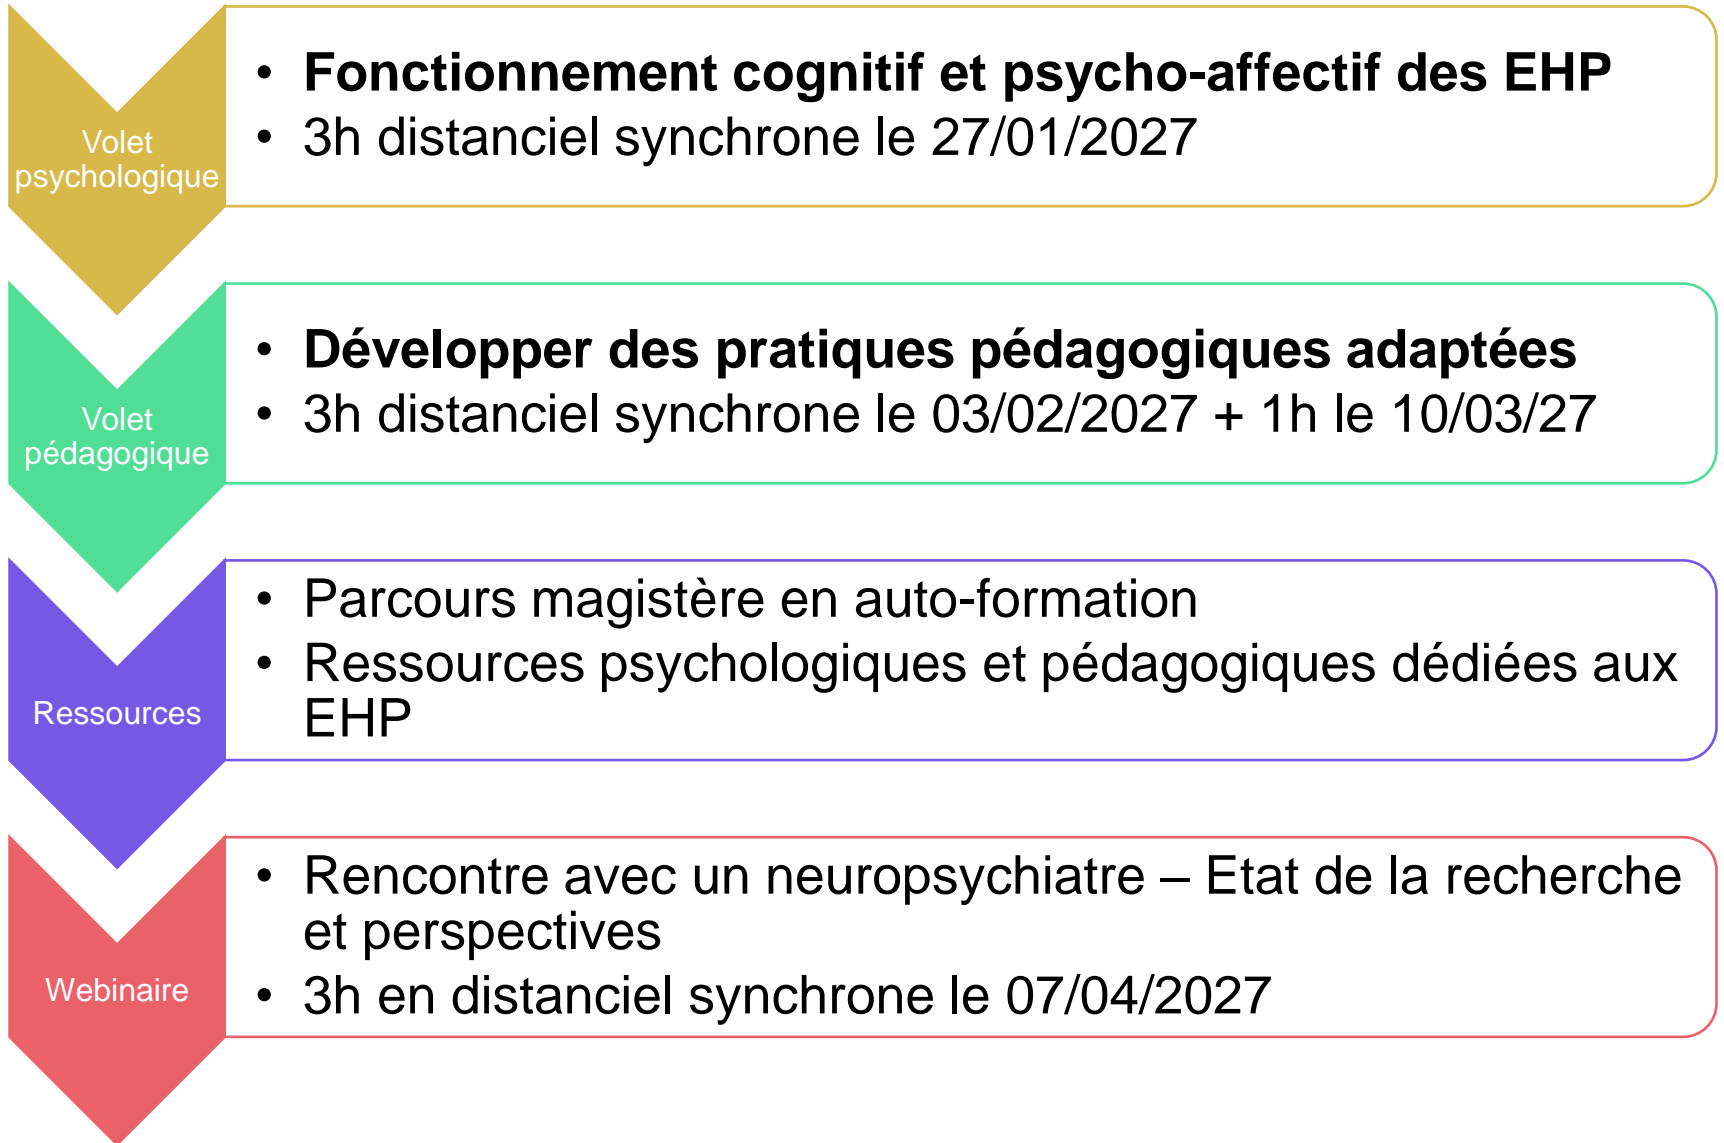 Volet
psychologique
• Fonctionnement cognitif et psycho-affectif des EHP
• 3h distanciel synchrone le 27/01/2027
Volet
pédagogique
• Développer des pratiques pédagogiques adaptées
• 3h distanciel synchrone le 03/02/2027 + 1h le 10/03/27
Ressources
• Parcours magistère en auto-formation
• Ressources psychologiques et pédagogiques dédiées aux
EHP
Webinaire
• Rencontre avec un neuropsychiatre – Etat de la recherche
et perspectives
• 3h en distanciel synchrone le 07/04/2027